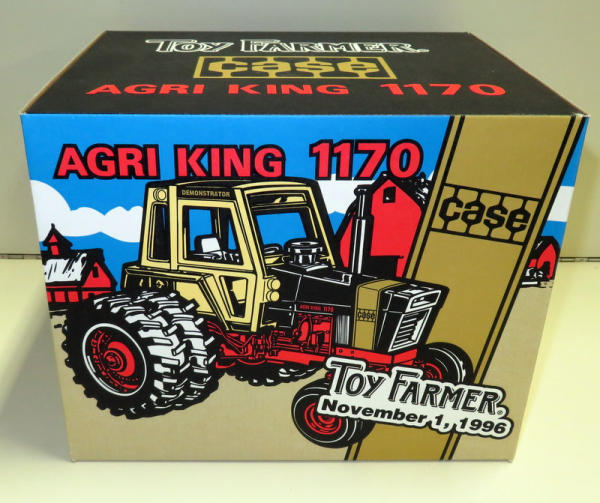 TOY FARMER®
CASE
AGRI KING 1170
AGRI KING 1170
DEMONSTRATOR
case
AGRI KING 1170
case
TOY FARMER®
November 1, 1996